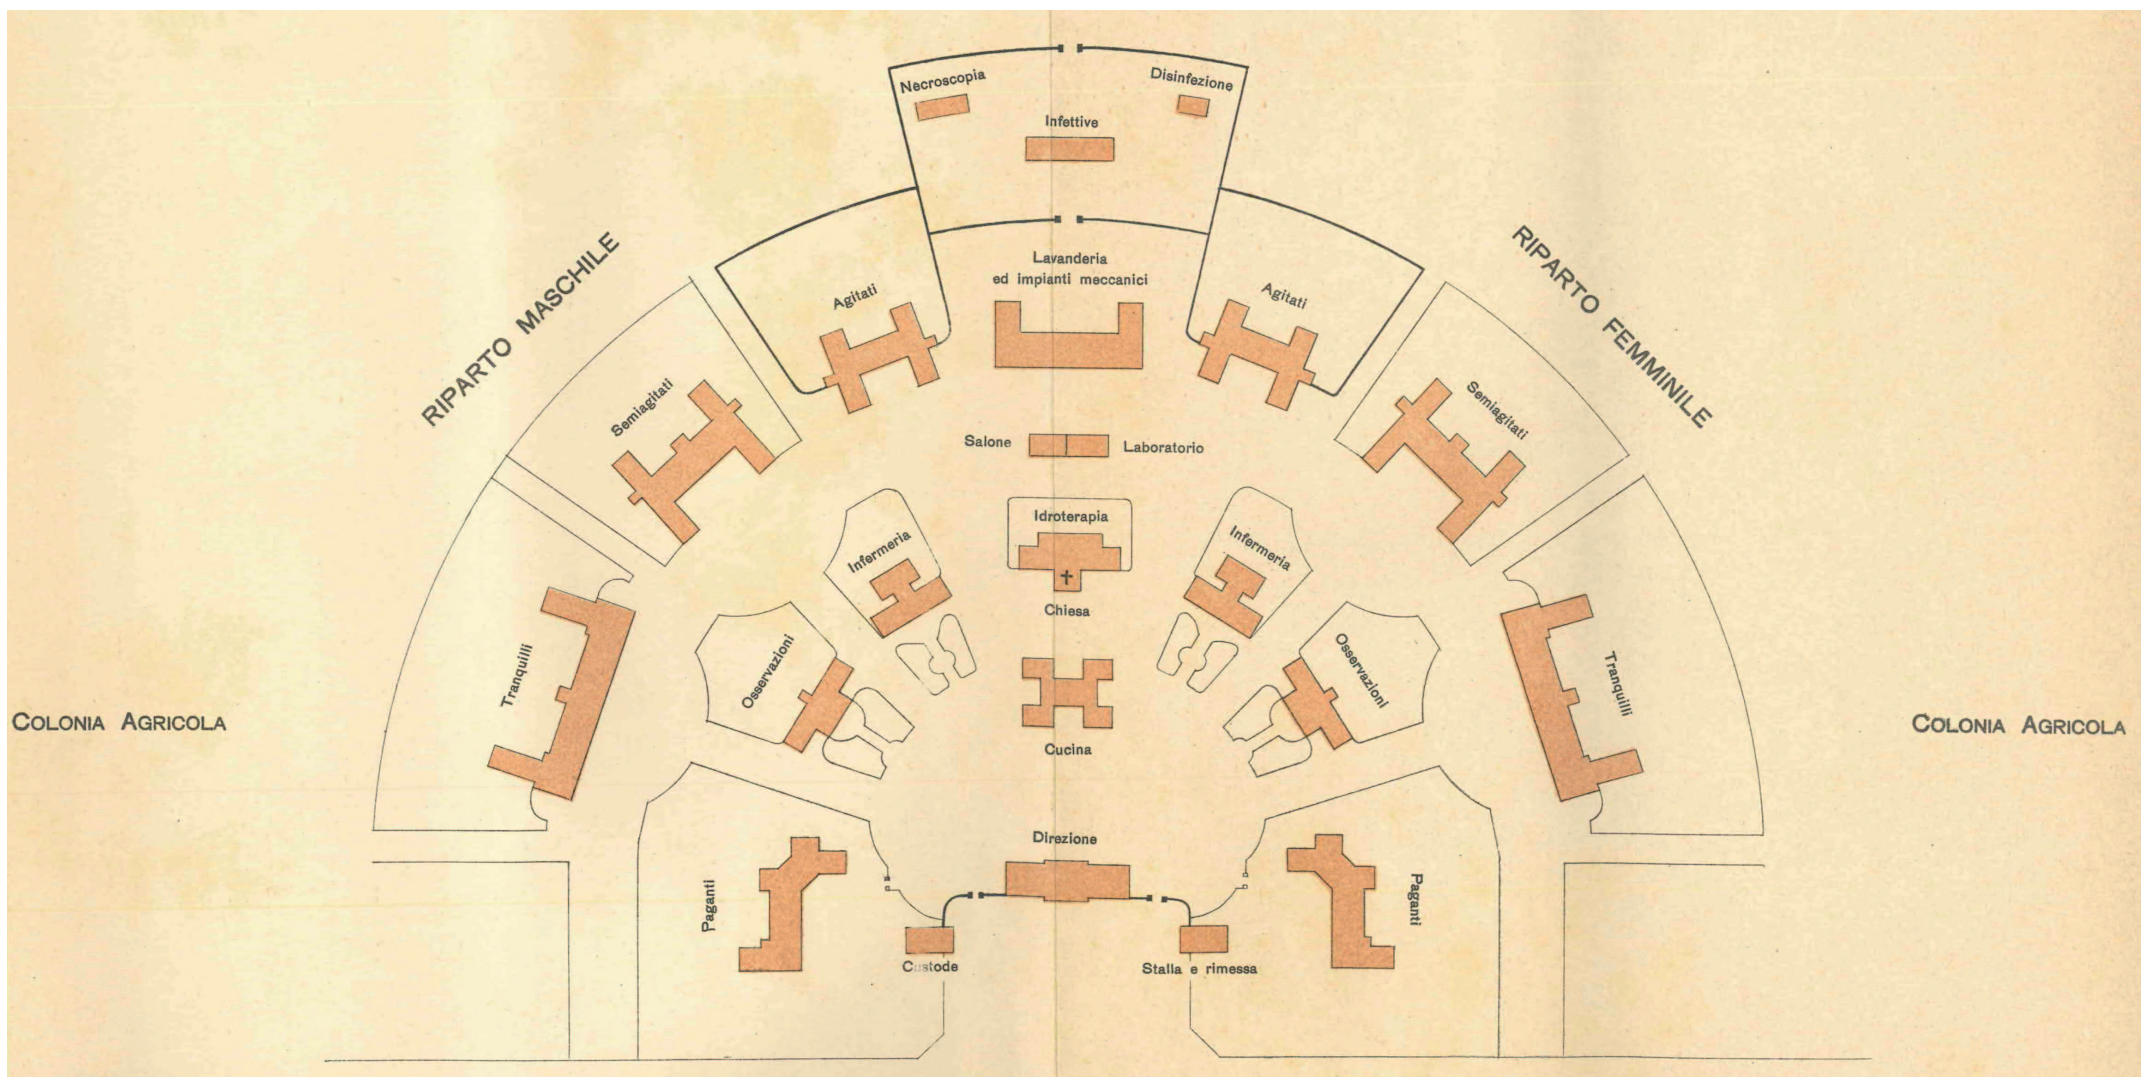 Necroscopia
Disinfezione
Infettive
RIPARTO MASCHILE
RIPARTO FEMMINILE
Lavanderia
ed impianti meccanici
Agitati
Agitati
Semiagitati
Semiagitati
Salone
Laboratorio
Idroterapia
Infermeria
Infermeria
Chiesa
Tranquilli
Osservazioni
Osservazioni
Tranquilli
COLONIA AGRICOLA
COLONIA AGRICOLA
Cucina
Direzione
Paganti
Paganti
Custode
Stalla e rimessa